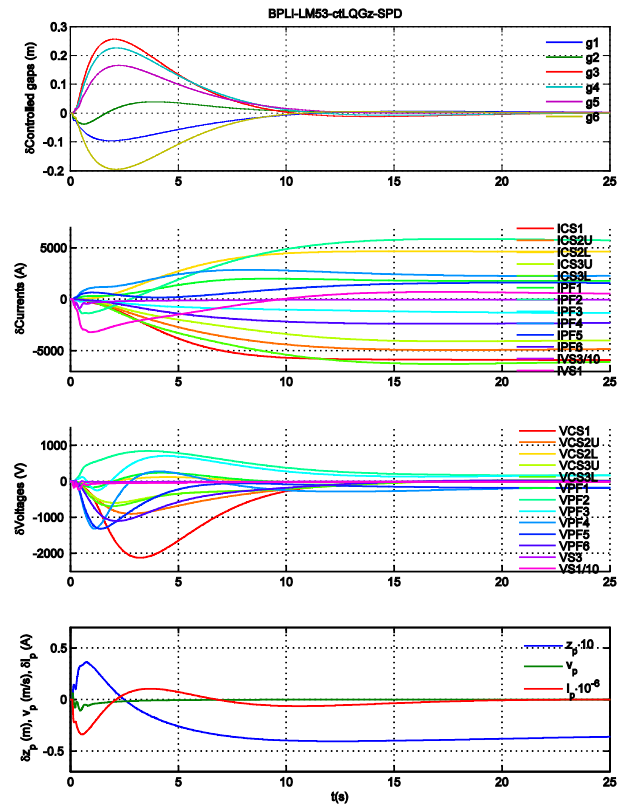 BPLI-LM53-ctLQGz-SPD
δControlled gaps (m)
0.3
0.2
0.1
0
-0.1
-0.2
g1
g2
g3
g4
g5
g6
0 5 10 15 20 25
δCurrents (A)
5000
0
-5000
ICS1
ICS2U
ICS2L
ICS3U
ICS3L
IPF1
IPF2
IPF3
IPF4
IPF5
IPF6
IVS3/10
IVS1
0 5 10 15 20 25
δVoltages (V)
1000
0
-1000
-2000
VCS1
VCS2U
VCS2L
VCS3U
VCS3L
VPF1
VPF2
VPF3
VPF4
VPF5
VPF6
VS3
VS1/10
0 5 10 15 20 25
δz_p (m), v_p (m/s), δI_p (A)
0.5
0
-0.5
z_p·10
v_p
I_p·10^-6
0 5 10 15 20 25
t(s)